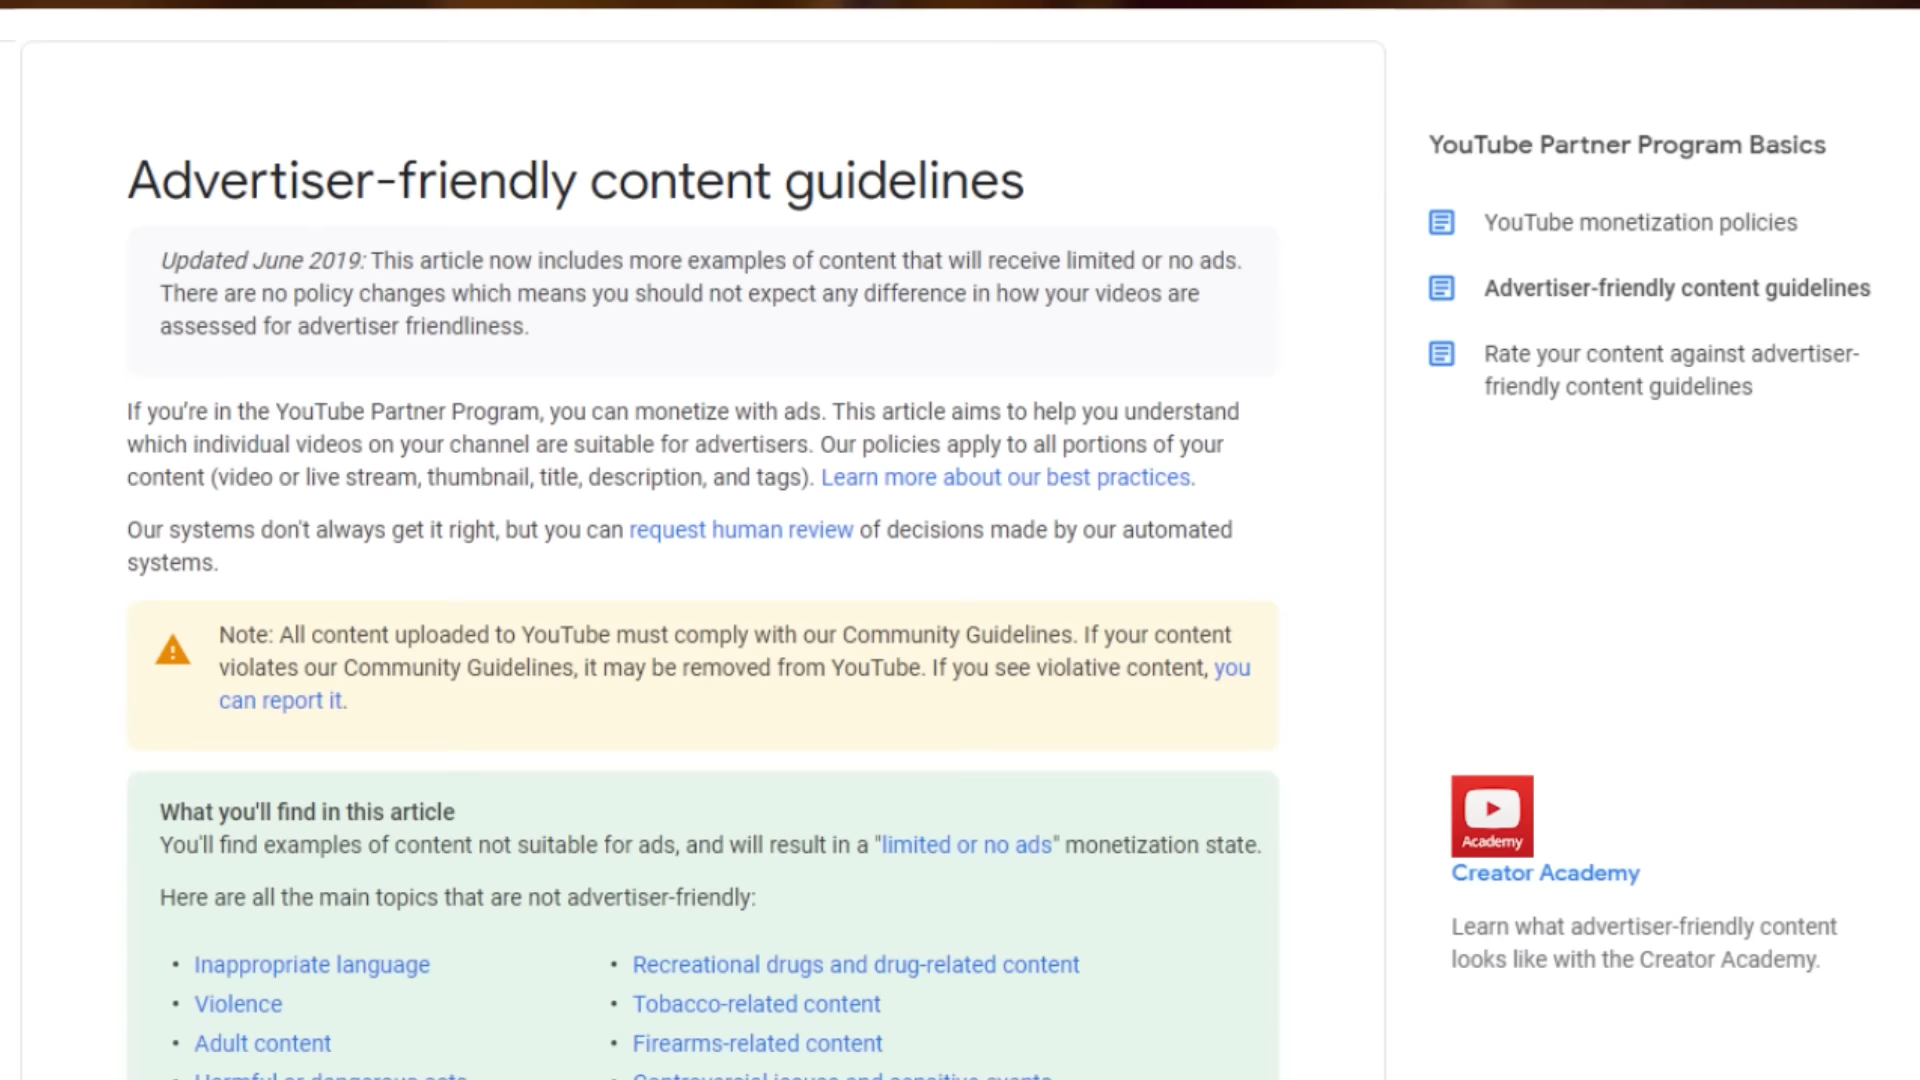 Advertiser-friendly content guidelines
Updated June 2019: This article now includes more examples of content that will receive limited or no ads.
There are no policy changes which means you should not expect any difference in how your videos are
assessed for advertiser friendliness.
If you're in the YouTube Partner Program, you can monetize with ads. This article aims to help you understand
which individual videos on your channel are suitable for advertisers. Our policies apply to all portions of your
content (video or live stream, thumbnail, title, description, and tags). Learn more about our best practices.
Our systems don't always get it right, but you can request human review of decisions made by our automated
systems.
Note: All content uploaded to YouTube must comply with our Community Guidelines. If your content
violates our Community Guidelines, it may be removed from YouTube. If you see violative content, you
can report it.
What you'll find in this article
You'll find examples of content not suitable for ads, and will result in a "limited or no ads" monetization state.
Here are all the main topics that are not advertiser-friendly:
• Inappropriate language
• Violence
• Adult content
• Harmful or dangerous acts
• Recreational drugs and drug-related content
• Tobacco-related content
• Firearms-related content
• Controversial issues and sensitive events
YouTube Partner Program Basics
YouTube monetization policies
Advertiser-friendly content guidelines
Rate your content against advertiser-
friendly content guidelines
Academy
Creator Academy
Learn what advertiser-friendly content
looks like with the Creator Academy.